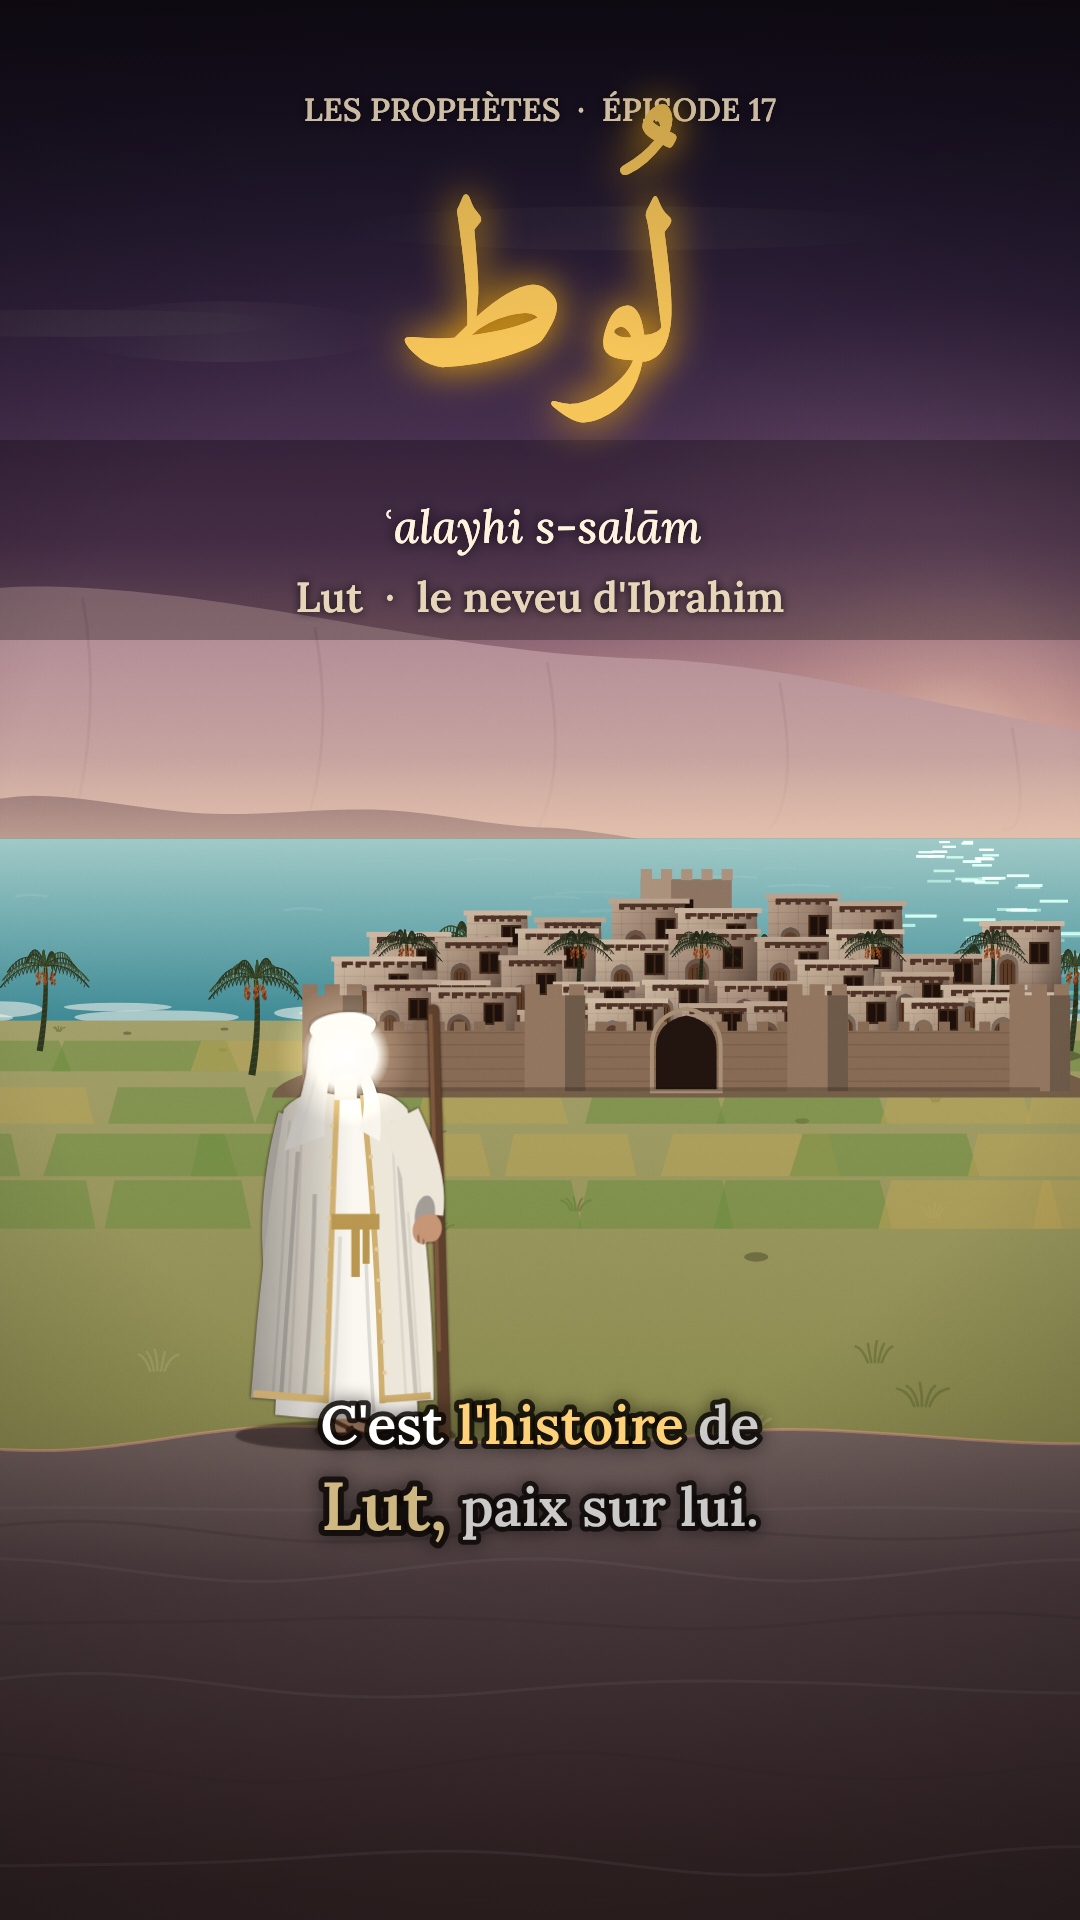 LES PROPHÈTES · ÉPISODE 17
لُوط
ʿalayhi s-salām
Lut · le neveu d'Ibrahim
C'est l'histoire de
Lut, paix sur lui.